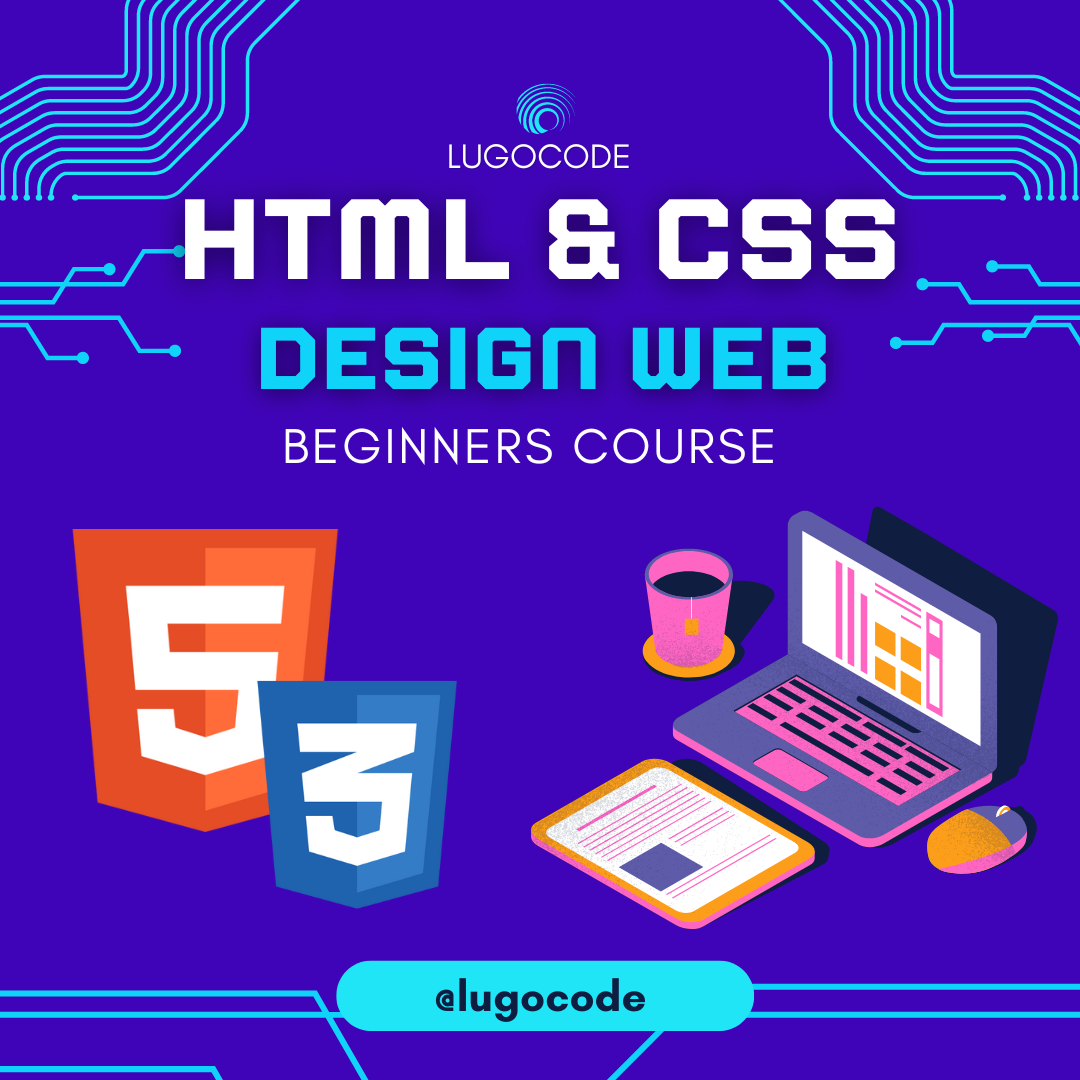 LUGOCODE
HTML & CSS
DESIGN WEB
BEGINNERS COURSE
5
3
@lugocode